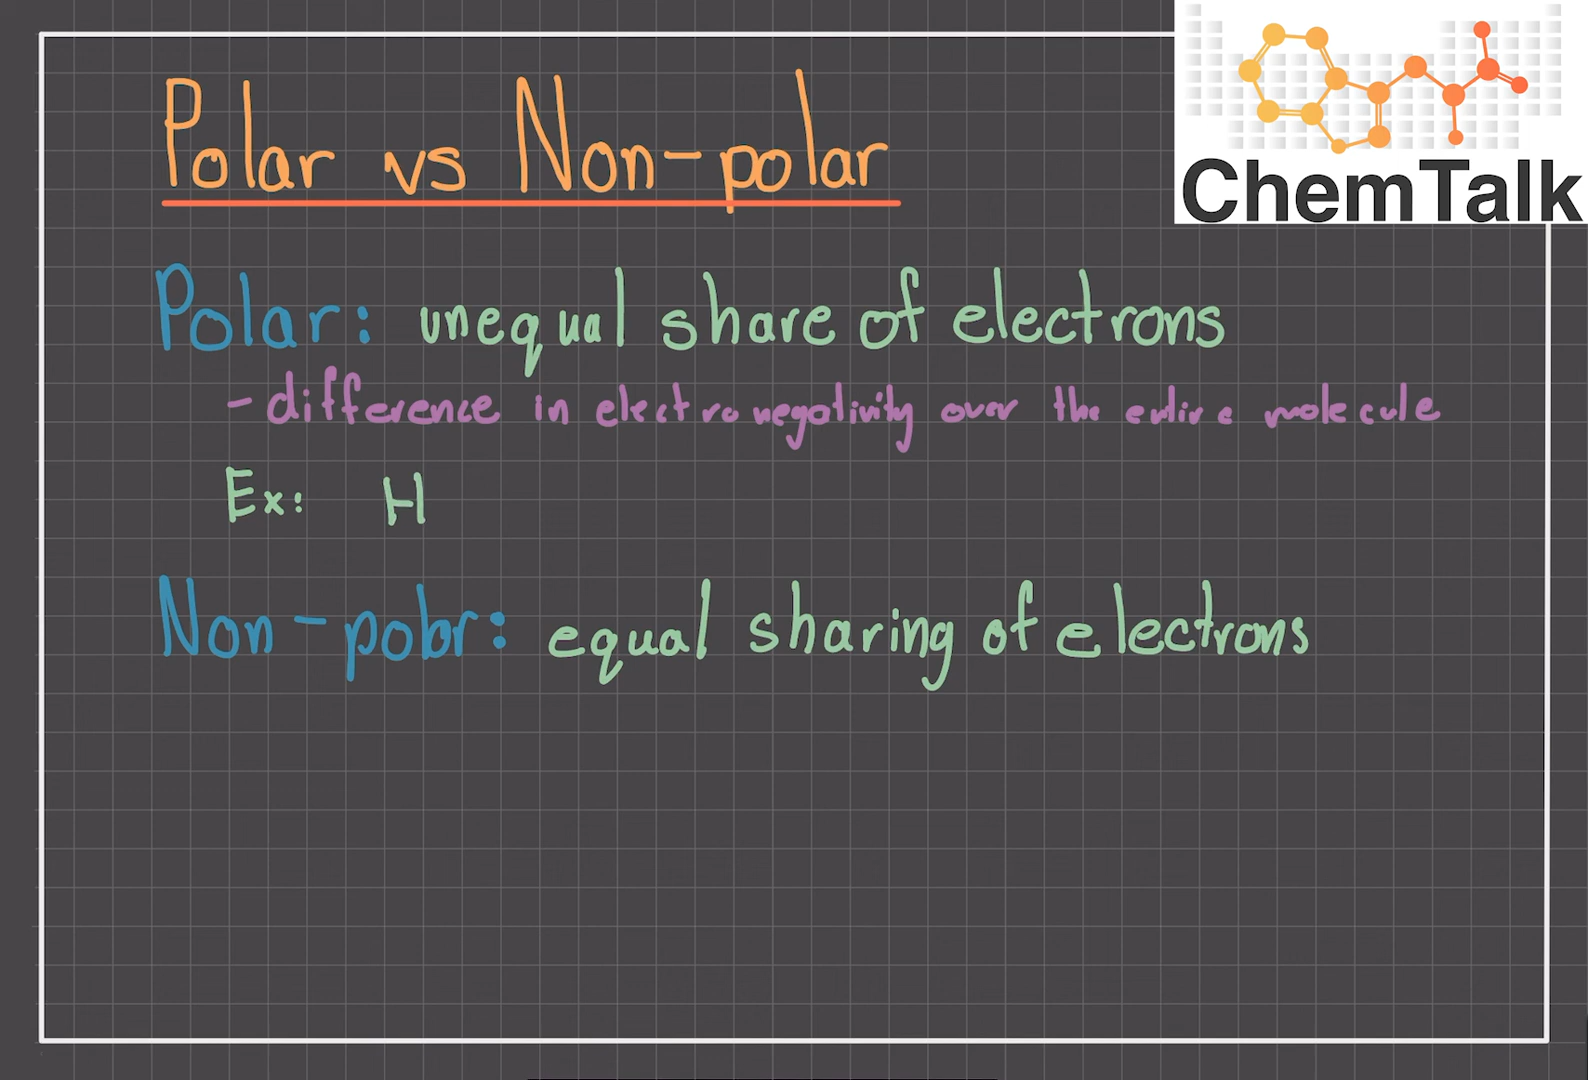 Polar vs Non-polar
ChemTalk
Polar: unequal share of electrons
- difference in electronegativity over the entire molecule
Ex: H
Non-polar: equal sharing of electrons